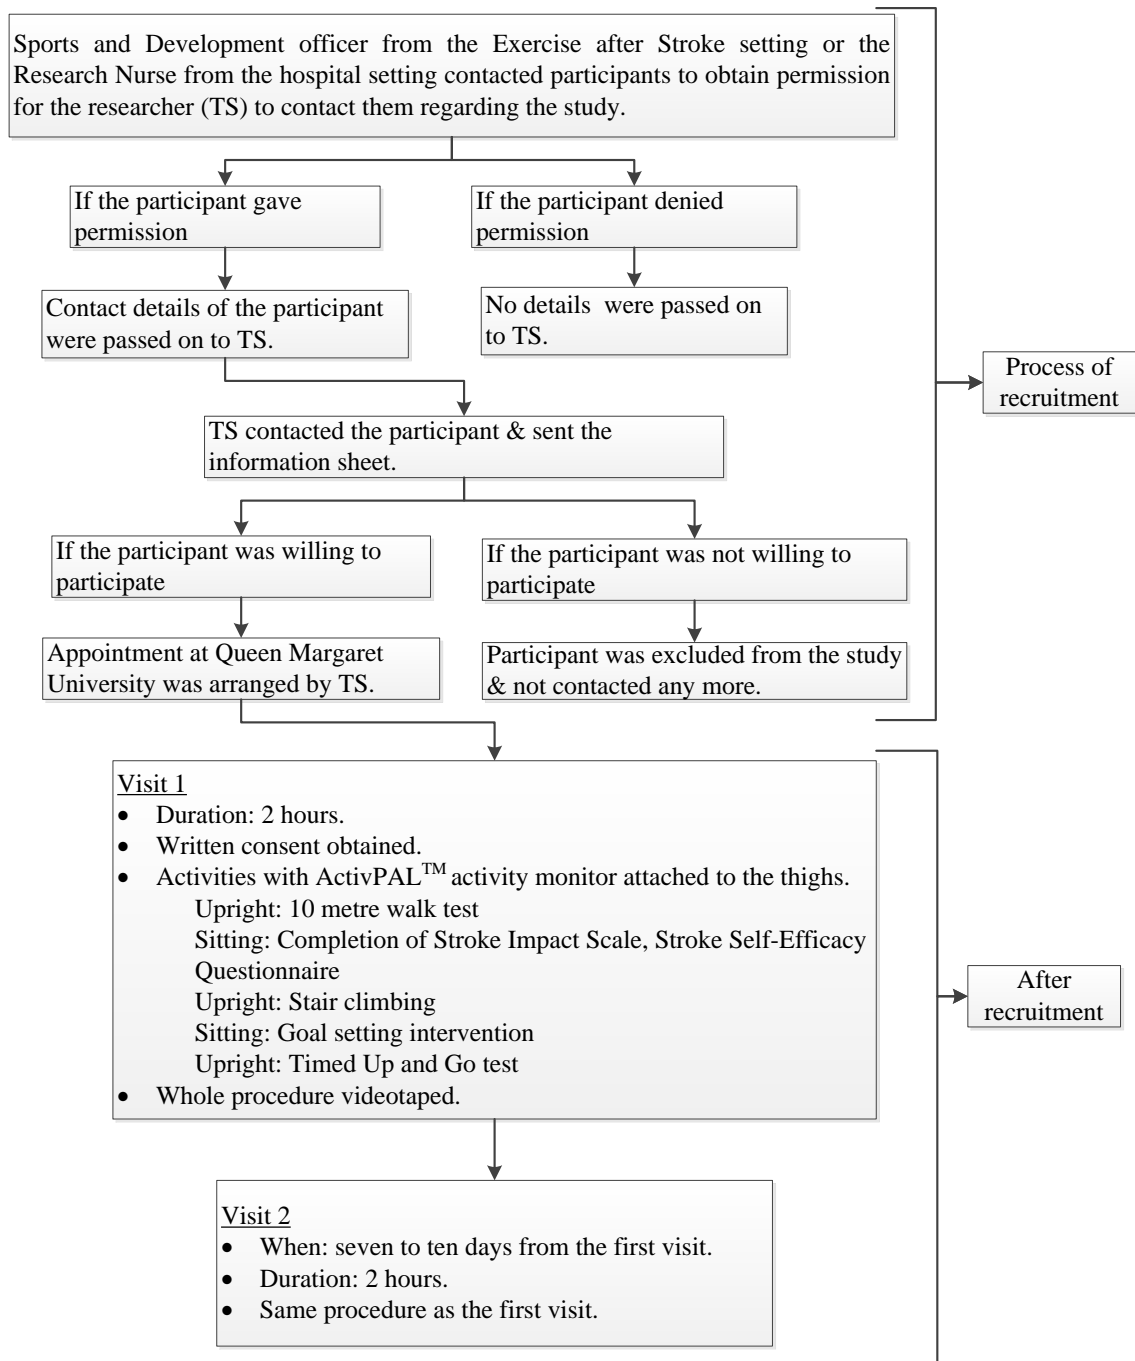 Sports and Development officer from the Exercise after Stroke setting or the
Research Nurse from the hospital setting contacted participants to obtain permission
for the researcher (TS) to contact them regarding the study.
If the participant gave
permission
If the participant denied
permission
Contact details of the participant
were passed on to TS.
No details were passed on
to TS.
Process of
recruitment
TS contacted the participant & sent the
information sheet.
If the participant was willing to
participate
If the participant was not willing to
participate
Appointment at Queen Margaret
University was arranged by TS.
Participant was excluded from the study
& not contacted any more.
Visit 1
• Duration: 2 hours.
• Written consent obtained.
• Activities with ActivPAL™ activity monitor attached to the thighs.
Upright: 10 metre walk test
Sitting: Completion of Stroke Impact Scale, Stroke Self-Efficacy
Questionnaire
Upright: Stair climbing
Sitting: Goal setting intervention
Upright: Timed Up and Go test
• Whole procedure videotaped.
After
recruitment
Visit 2
• When: seven to ten days from the first visit.
• Duration: 2 hours.
• Same procedure as the first visit.